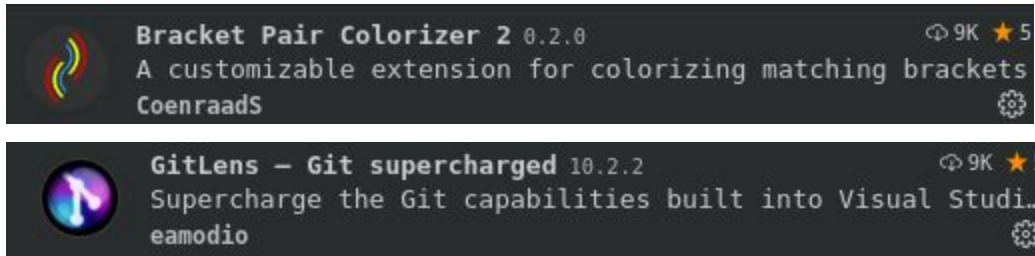 Bracket Pair Colorizer 2 0.2.0 9K 5
A customizable extension for colorizing matching brackets
CoenraadS
GitLens — Git supercharged 10.2.2 9K
Supercharge the Git capabilities built into Visual Studi…
eamodio